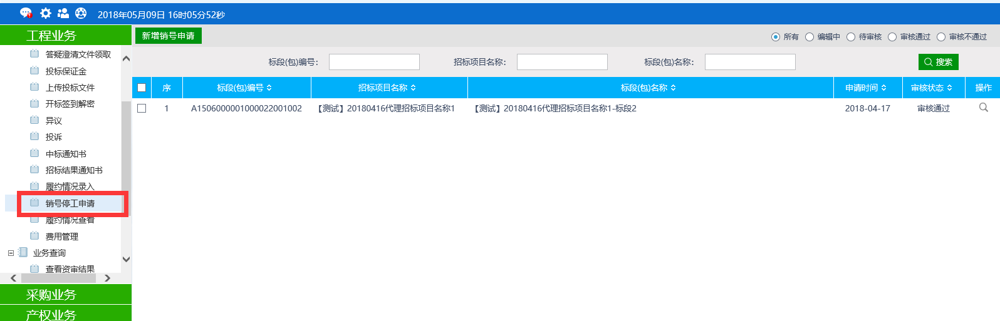 2018年05月09日 16时05分52秒
工程业务
答疑澄清文件领取
投标保证金
上传投标文件
开标签到解密
异议
投诉
中标通知书
招标结果通知书
履约情况录入
销号停工申请
履约情况查看
费用管理
业务查询
查看资审结果
采购业务
产权业务
新增销号申请
所有 编辑中 待审核 审核通过 审核不通过
标段(包)编号: 招标项目名称: 标段(包)名称: 搜索
序 标段(包)编号 招标项目名称 标段(包)名称 申请时间 审核状态 操作
1 A1506000001000022001002 【测试】20180416代理招标项目名称1 【测试】20180416代理招标项目名称1-标段2 2018-04-17 审核通过